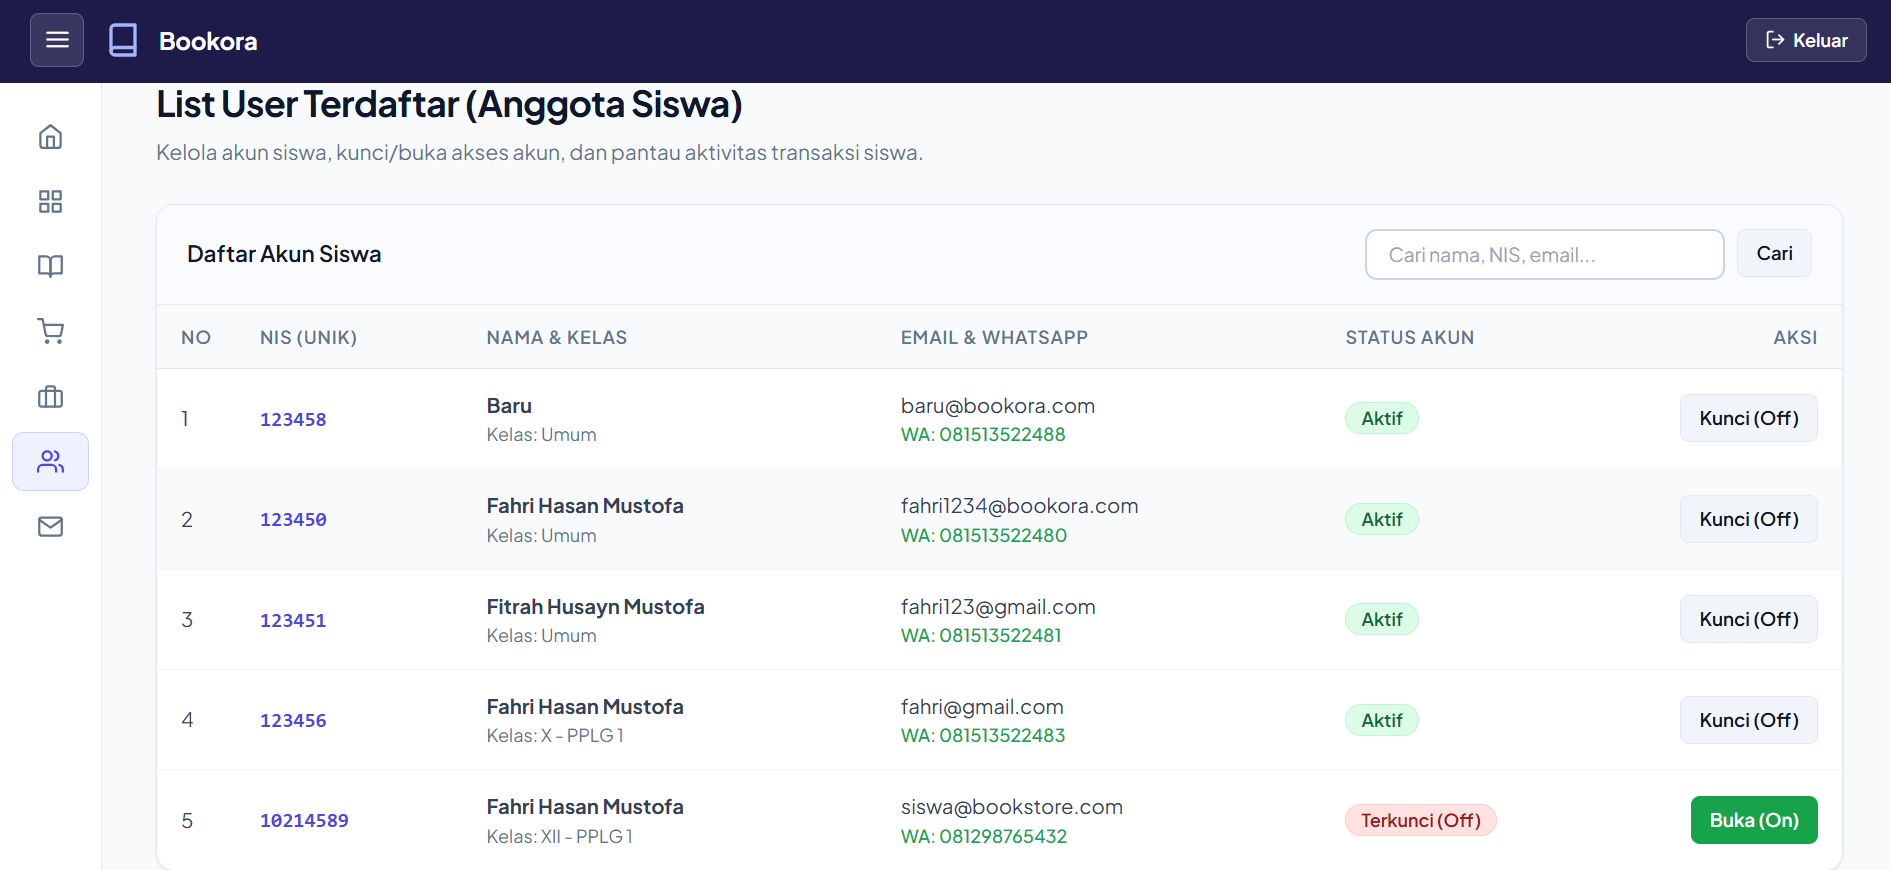 Bookora
Keluar
List User Terdaftar (Anggota Siswa)
Kelola akun siswa, kunci/buka akses akun, dan pantau aktivitas transaksi siswa.
Daftar Akun Siswa
Cari nama, NIS, email...
Cari
NO NIS (UNIK) NAMA & KELAS EMAIL & WHATSAPP STATUS AKUN AKSI
1 123458 Baru baru@bookora.com Aktif Kunci (Off)
Kelas: Umum WA: 081513522488
2 123450 Fahri Hasan Mustofa fahri1234@bookora.com Aktif Kunci (Off)
Kelas: Umum WA: 081513522480
3 123451 Fitrah Husayn Mustofa fahri123@gmail.com Aktif Kunci (Off)
Kelas: Umum WA: 081513522481
4 123456 Fahri Hasan Mustofa fahri@gmail.com Aktif Kunci (Off)
Kelas: X - PPLG 1 WA: 081513522483
5 10214589 Fahri Hasan Mustofa siswa@bookstore.com Terkunci (Off) Buka (On)
Kelas: XII - PPLG 1 WA: 081298765432